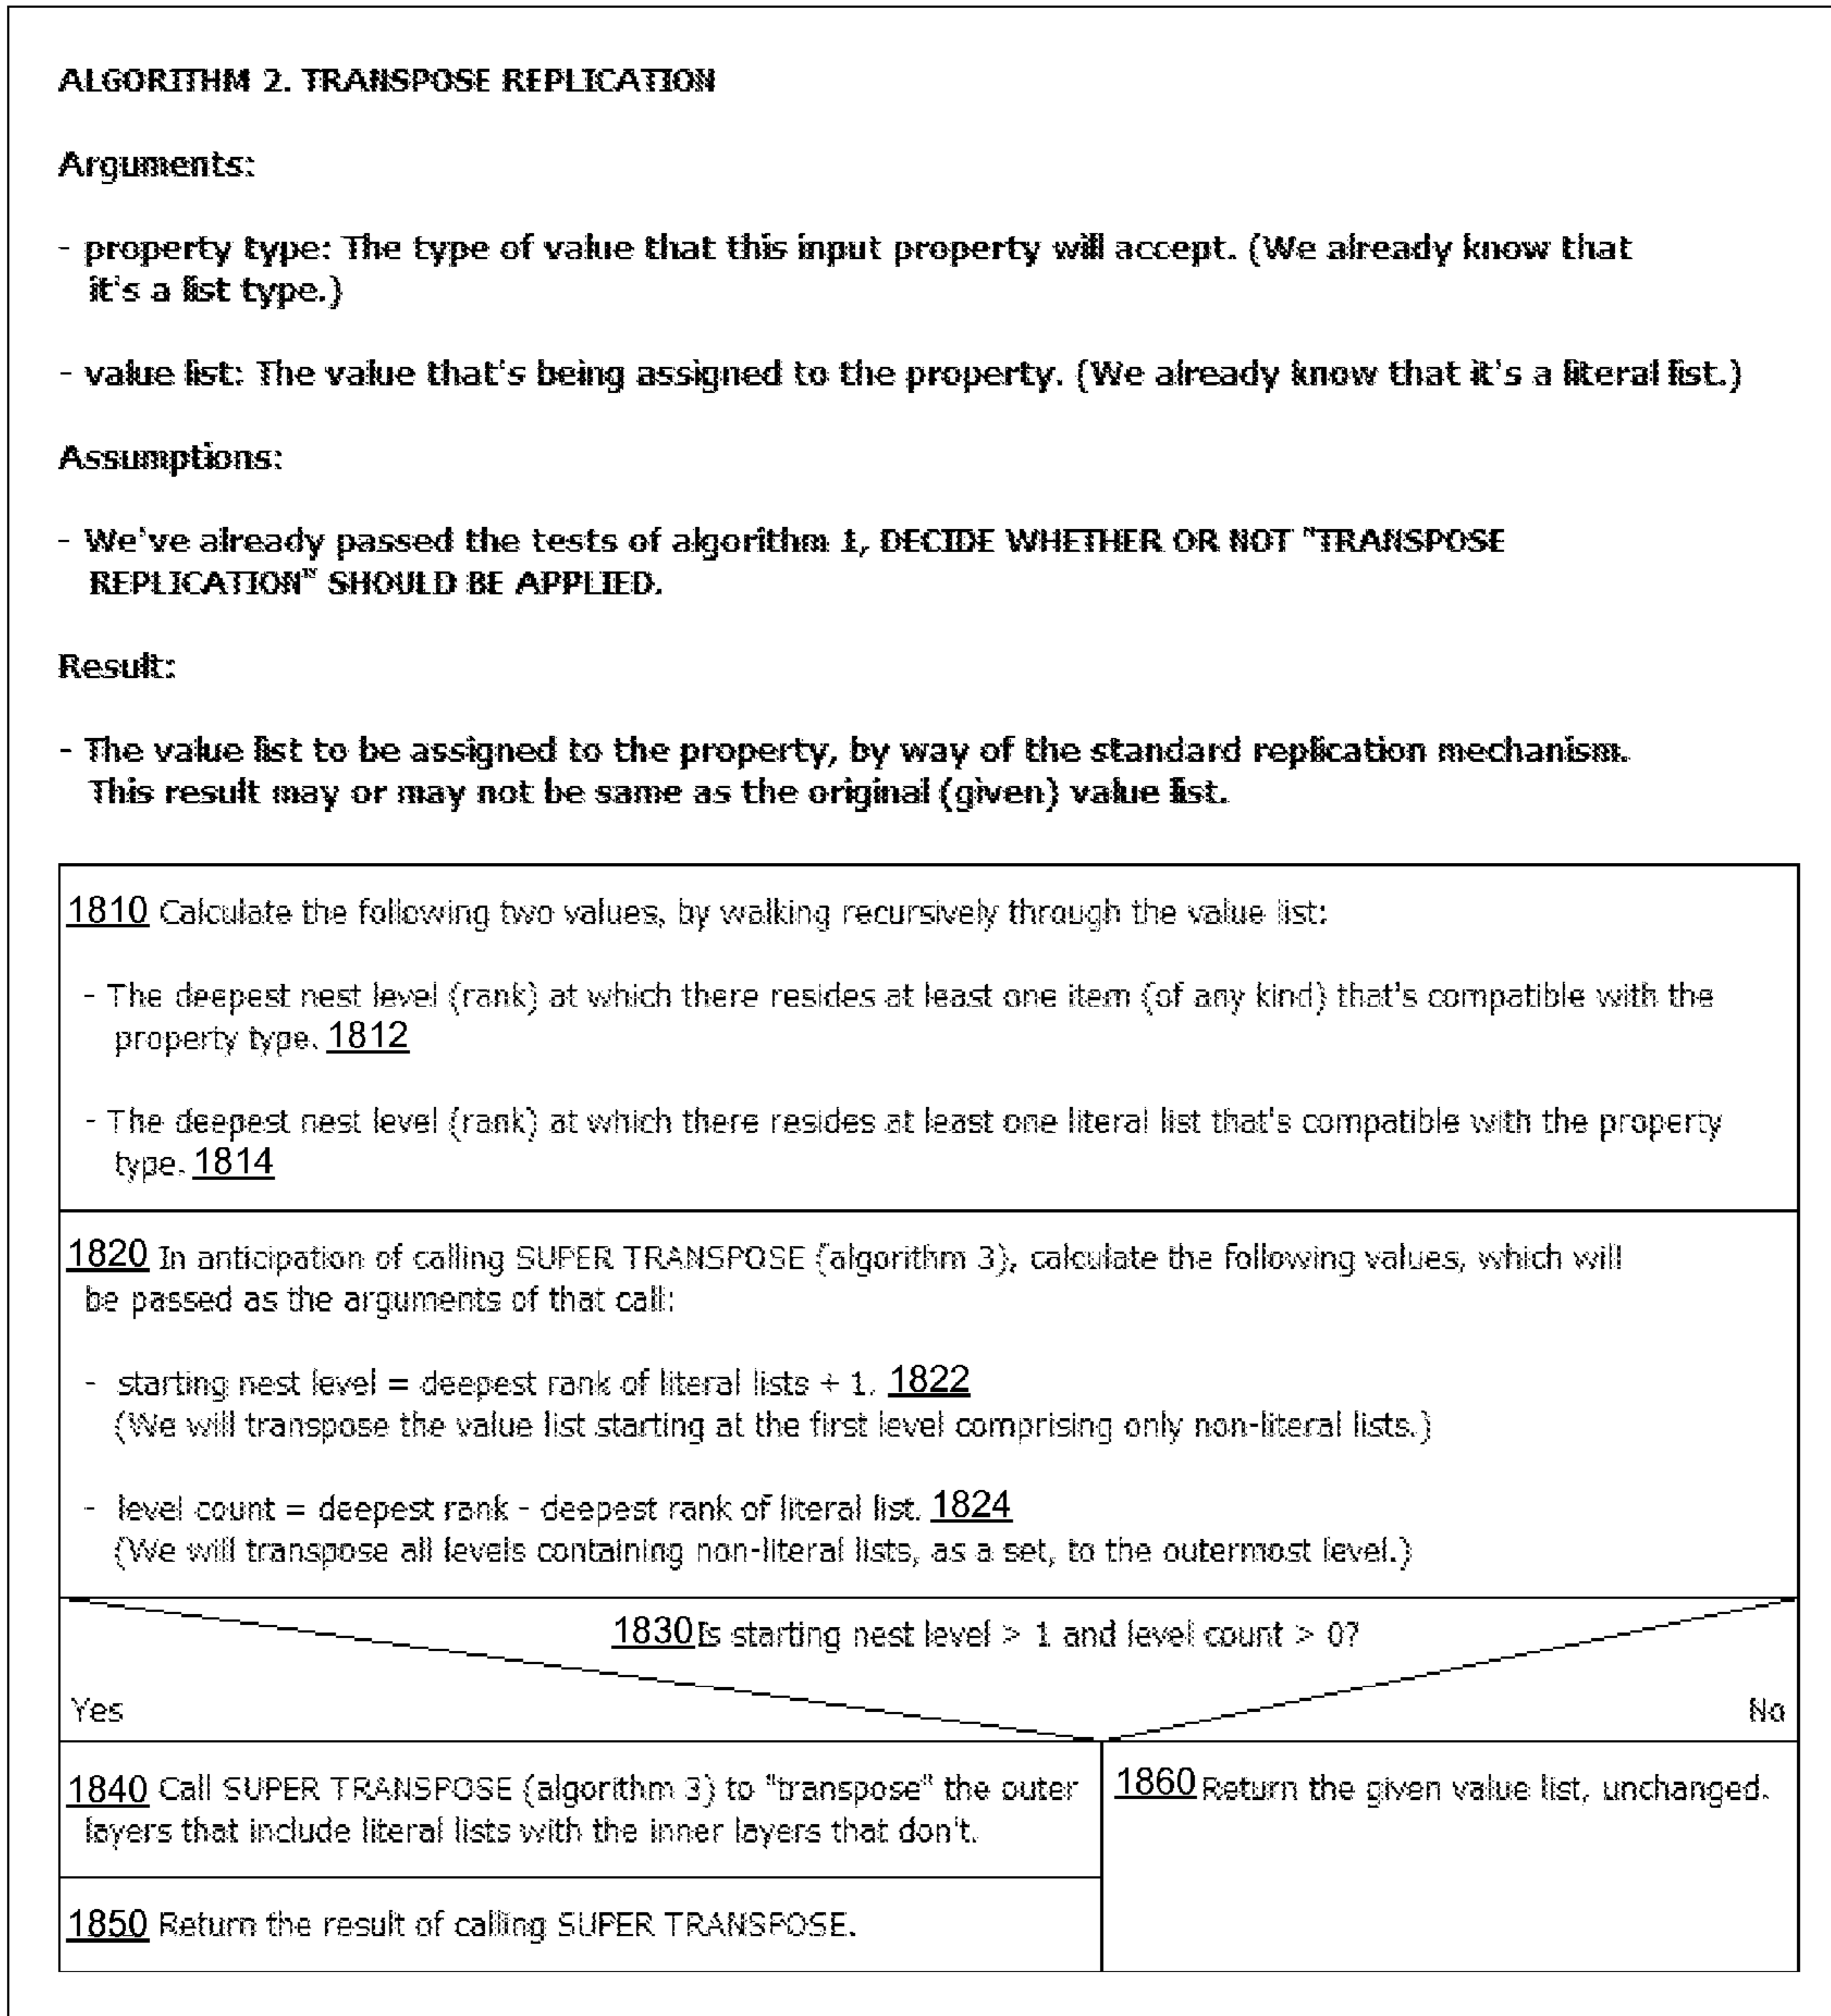 ALGORITHM 2. TRANSPOSE REPLICATION
Arguments:
- property type: The type of value that this input property will accept. (We already know that
it's a list type.)
- value list: The value that's being assigned to the property. (We already know that it's a literal list.)
Assumptions:
- We've already passed the tests of algorithm 1, DECIDE WHETHER OR NOT "TRANSPOSE
REPLICATION" SHOULD BE APPLIED.
Result:
- The value list to be assigned to the property, by way of the standard replication mechanism.
This result may or may not be same as the original (given) value list.
1810 Calculate the following two values, by walking recursively through the value list:
- The deepest nest level (rank) at which there resides at least one item (of any kind) that's compatible with the
property type. 1812
- The deepest nest level (rank) at which there resides at least one literal list that's compatible with the property
type. 1814
1820 In anticipation of calling SUPER TRANSPOSE (algorithm 3), calculate the following values, which will
be passed as the arguments of that call:
- starting nest level = deepest rank of literal lists + 1. 1822
(We will transpose the value list starting at the first level comprising only non-literal lists.)
- level count = deepest rank - deepest rank of literal list. 1824
(We will transpose all levels containing non-literal lists, as a set, to the outermost level.)
1830 Is starting nest level > 1 and level count > 0?
Yes
No
1840 Call SUPER TRANSPOSE (algorithm 3) to "transpose" the outer
layers that include literal lists with the inner layers that don't.
1860 Return the given value list, unchanged.
1850 Return the result of calling SUPER TRANSPOSE.